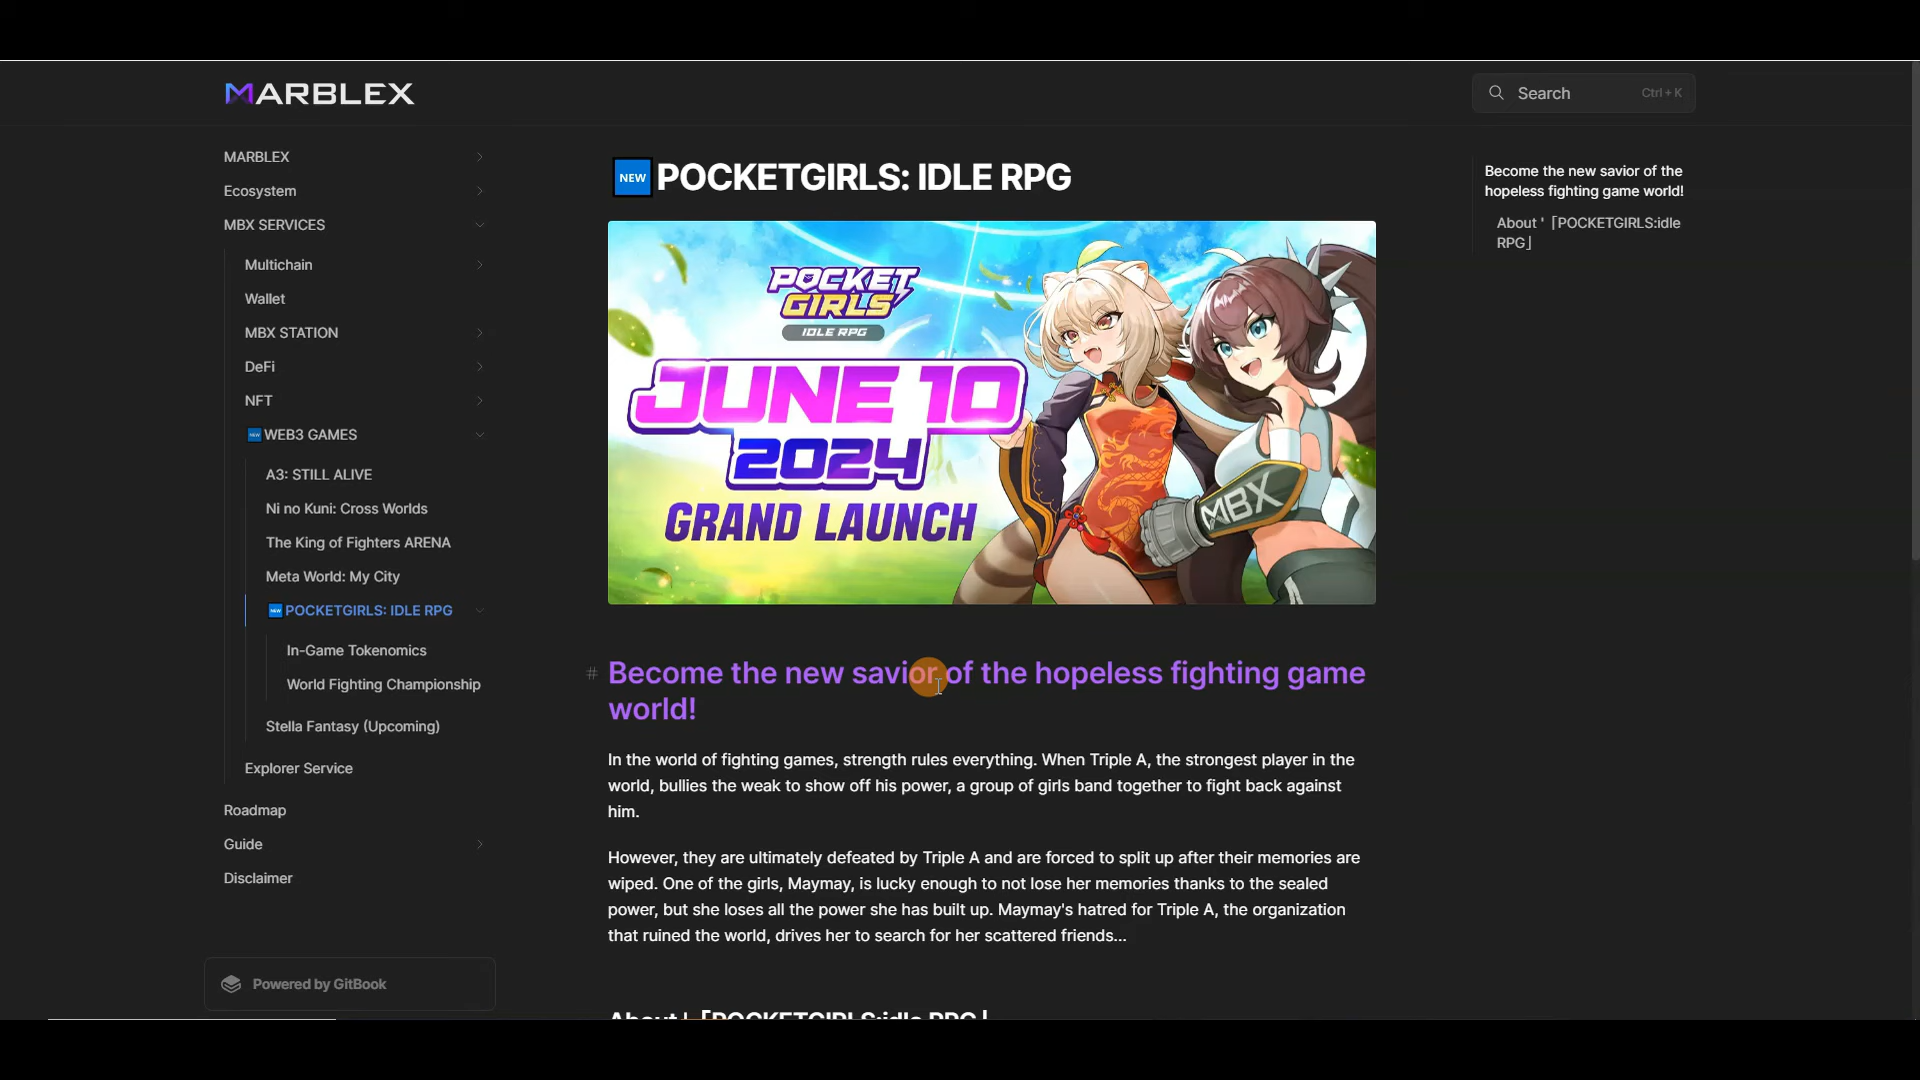 MARBLEX
Search
Ctrl + K
MARBLEX
Ecosystem
MBX SERVICES
Multichain
Wallet
MBX STATION
DeFi
NFT
NEW WEB3 GAMES
A3: STILL ALIVE
Ni no Kuni: Cross Worlds
The King of Fighters ARENA
Meta World: My City
NEW POCKETGIRLS: IDLE RPG
In-Game Tokenomics
World Fighting Championship
Stella Fantasy (Upcoming)
Explorer Service
Roadmap
Guide
Disclaimer
Powered by GitBook
NEW POCKETGIRLS: IDLE RPG
POCKET
GIRLS
IDLE RPG
JUNE 10
2024
GRAND LAUNCH
MBX
# Become the new savior of the hopeless fighting game
world!
In the world of fighting games, strength rules everything. When Triple A, the strongest player in the
world, bullies the weak to show off his power, a group of girls band together to fight back against
him.
However, they are ultimately defeated by Triple A and are forced to split up after their memories are
wiped. One of the girls, Maymay, is lucky enough to not lose her memories thanks to the sealed
power, but she loses all the power she has built up. Maymay's hatred for Triple A, the organization
that ruined the world, drives her to search for her scattered friends...
About '「POCKETGIRLS:idle RPG」
Become the new savior of the
hopeless fighting game world!
About '「POCKETGIRLS:idle
RPG」